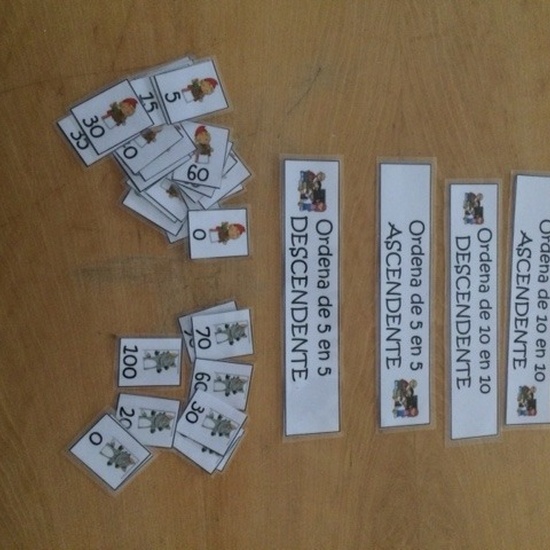 Ordena de 5 en 5
DESCENDENTE
Ordena de 5 en 5
ASCENDENTE
Ordena de 10 en 10
DESCENDENTE
Ordena de 10 en 10
ASCENDENTE
5
15
30
35
60
0
70
100
60
30
20
0